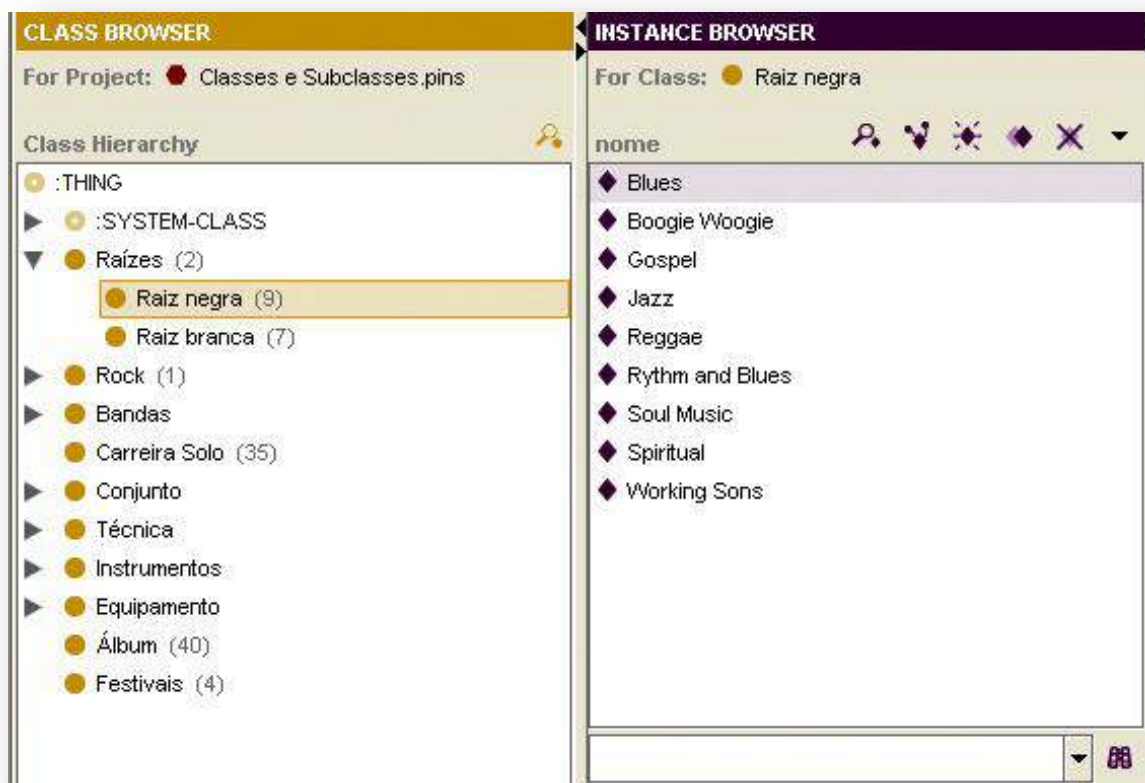 CLASS BROWSER
For Project: Classes e Subclasses.pins
Class Hierarchy
:THING
:SYSTEM-CLASS
Raízes (2)
Raiz negra (9)
Raiz branca (7)
Rock (1)
Bandas
Carreira Solo (35)
Conjunto
Técnica
Instrumentos
Equipamento
Álbum (40)
Festivais (4)
INSTANCE BROWSER
For Class: Raiz negra
nome
Blues
Boogie Woogie
Gospel
Jazz
Reggae
Rythm and Blues
Soul Music
Spiritual
Working Sons